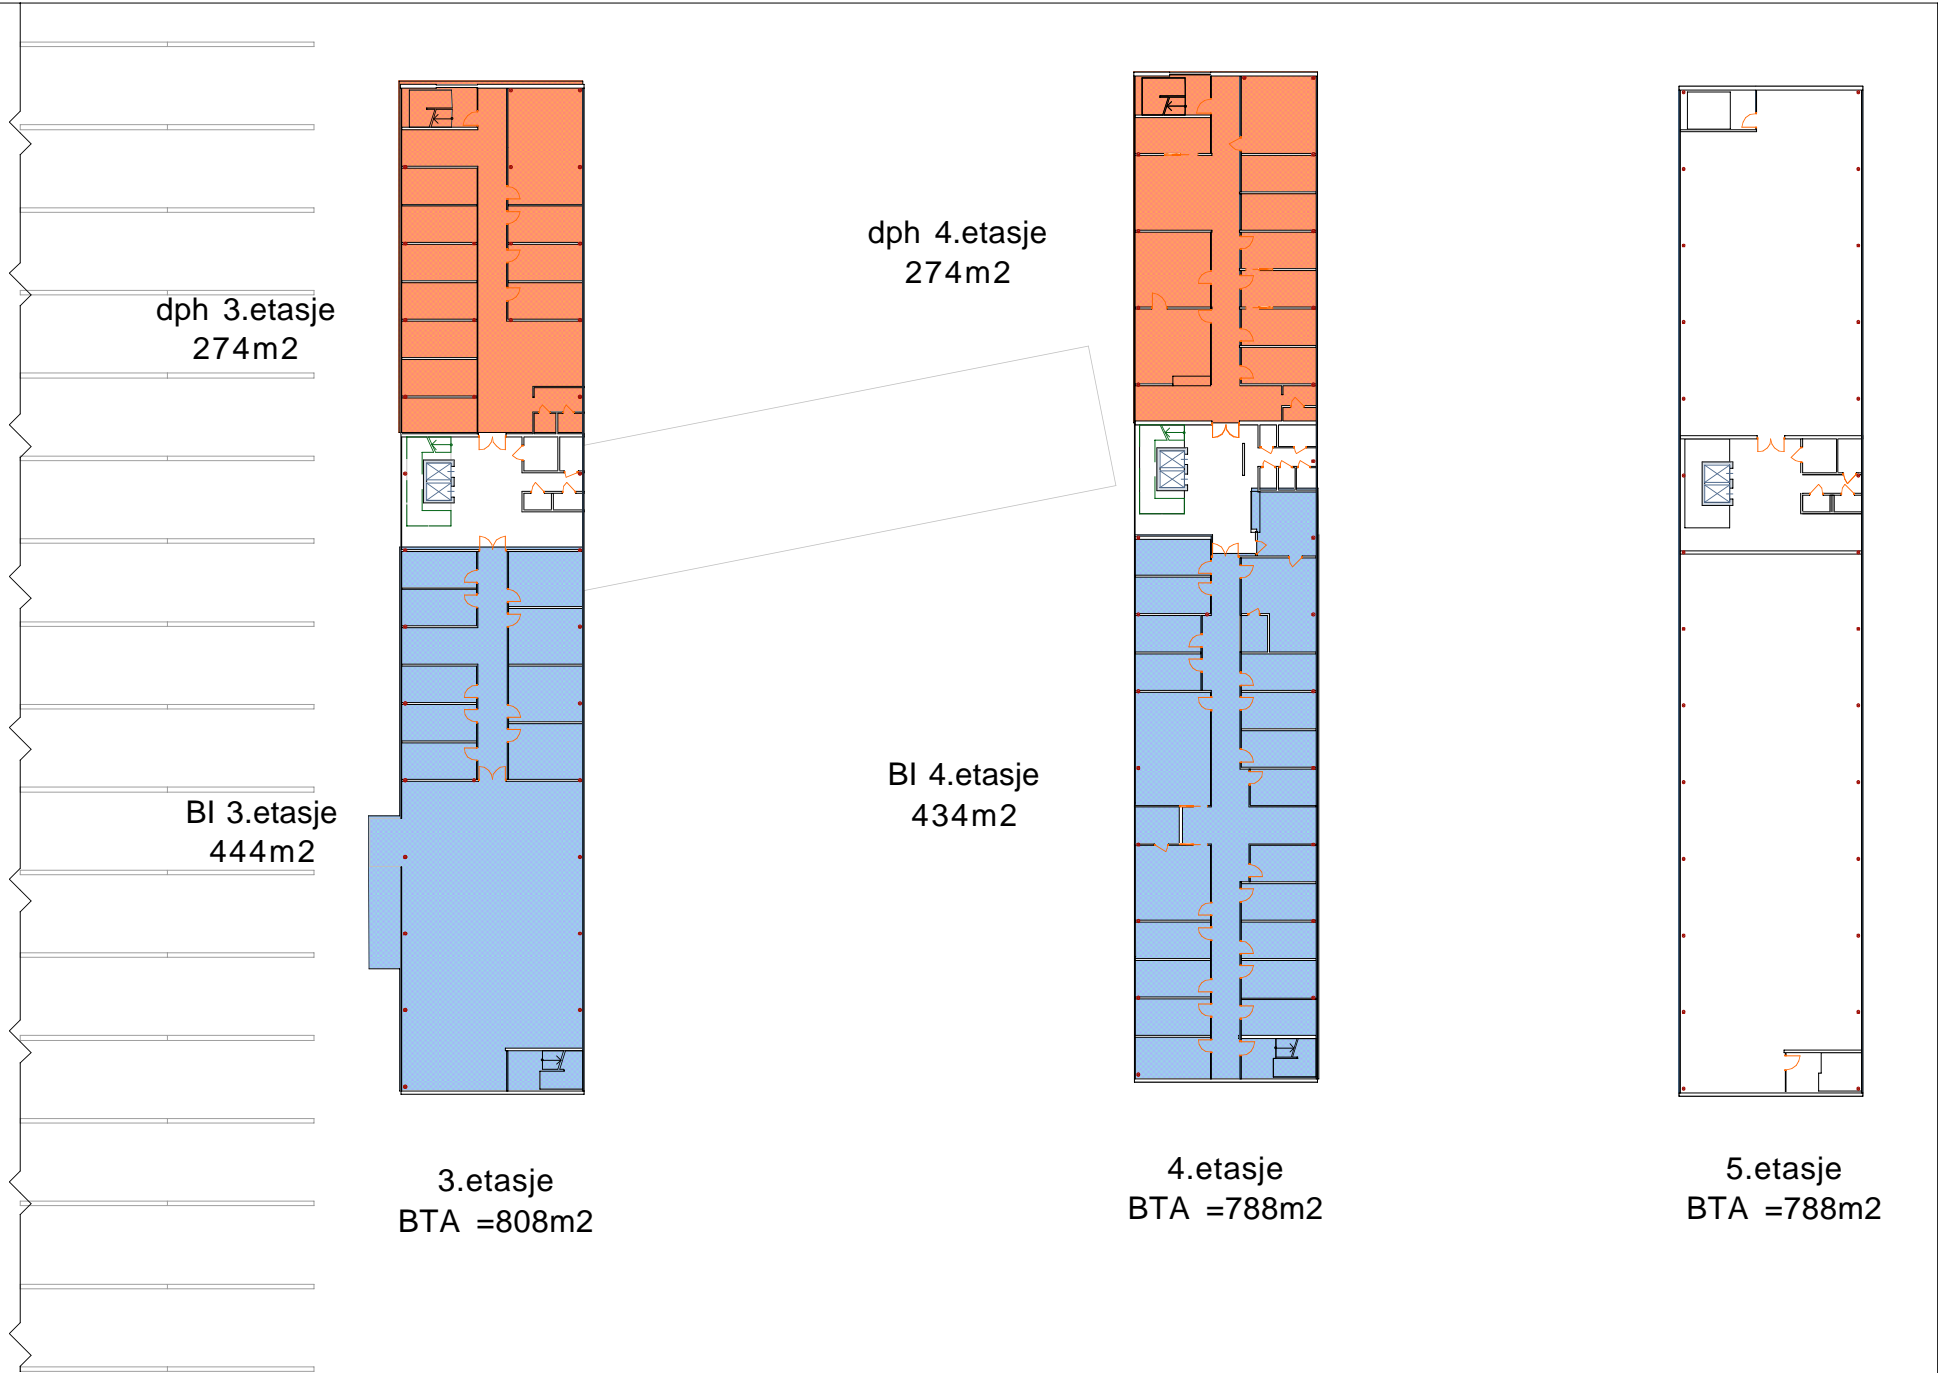 dph 3.etasje
274m2
dph 4.etasje
274m2
BI 3.etasje
444m2
BI 4.etasje
434m2
3.etasje
BTA =808m2
4.etasje
BTA =788m2
5.etasje
BTA =788m2